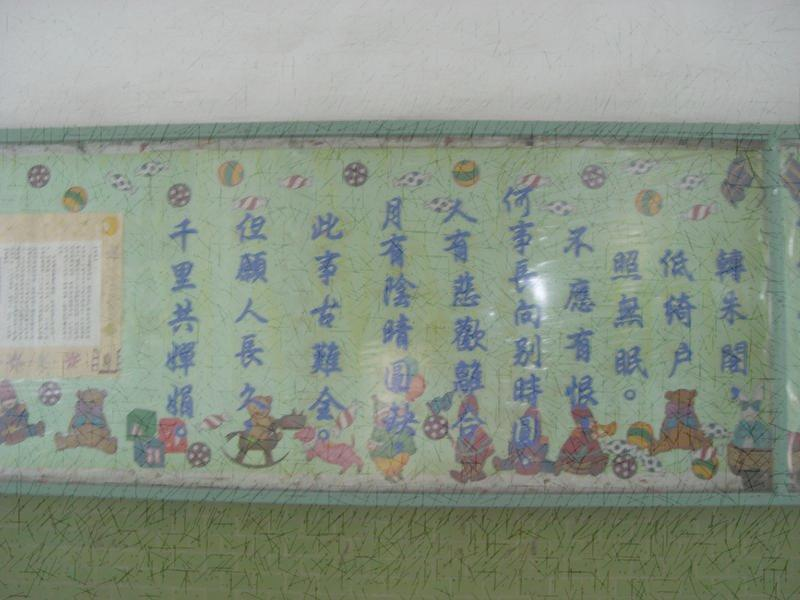 轉朱閣，
低綺戶
照無眠。
不應有恨，
何事長向別時圓。
人有悲歡離合
月有陰晴圓缺，
此事古難全。
但願人長久，
千里共嬋娟。